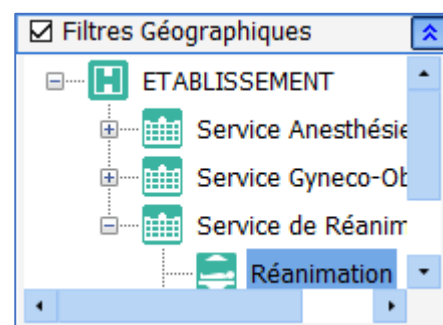 Filtres Géographiques
ETABLISSEMENT
Service Anesthésie
Service Gyneco-Ob
Service de Réanim
Réanimation